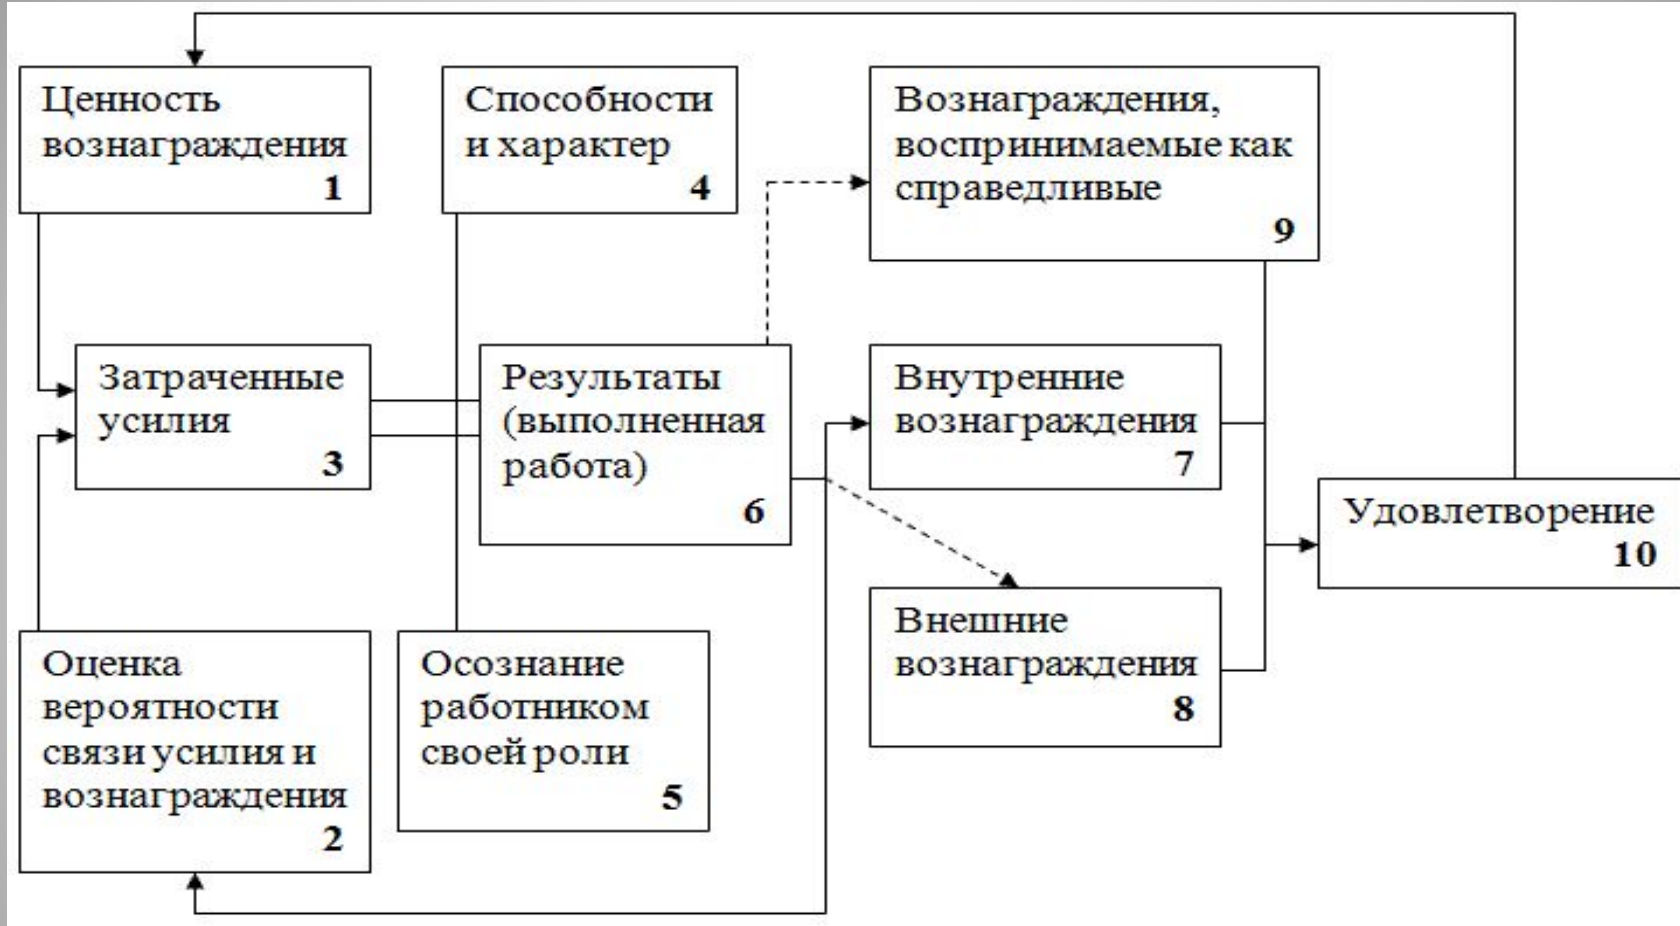 Ценность
вознаграждения
1
Способности
и характер
4
Вознаграждения,
воспринимаемые как
справедливые
9
Затраченные
усилия
3
Результаты
(выполненная
работа)
6
Внутренние
вознаграждения
7
Удовлетворение
10
Оценка
вероятности
связи усилия и
вознаграждения
2
Осознание
работником
своей роли
5
Внешние
вознаграждения
8